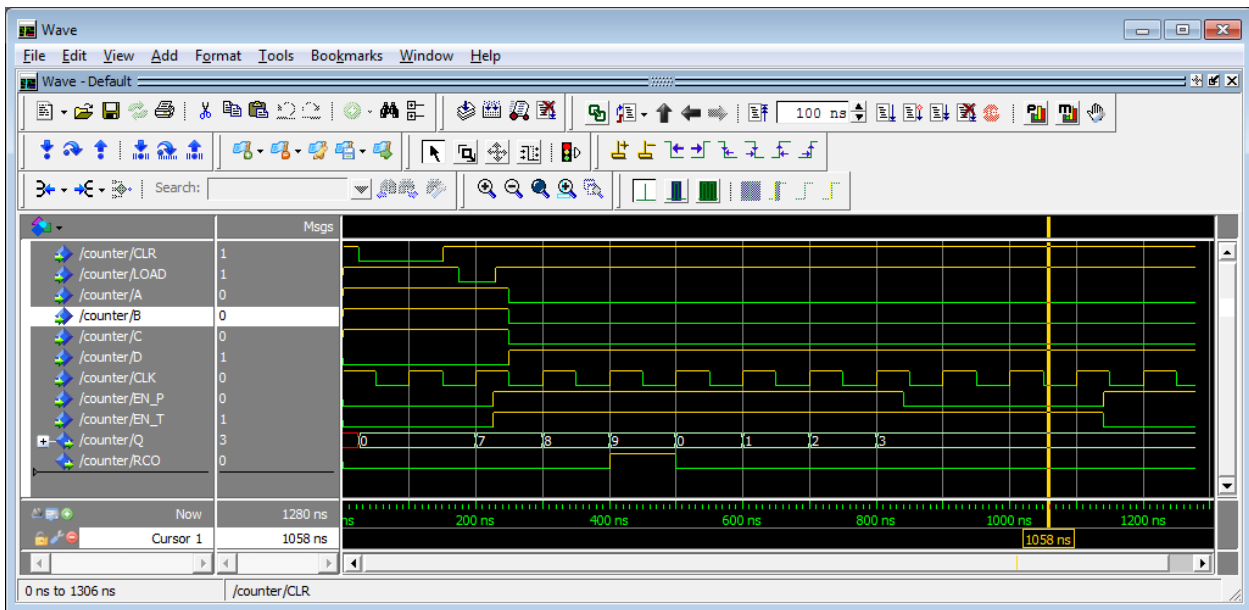 Wave
File Edit View Add Format Tools Bookmarks Window Help
Wave - Default
100 ns
Search:
Msgs
/counter/CLR 1
/counter/LOAD 1
/counter/A 0
/counter/B 0
/counter/C 0
/counter/D 1
/counter/CLK 0
/counter/EN_P 0
/counter/EN_T 1
/counter/Q 3 0 7 8 9 0 1 2 3
/counter/RCO 0
Now 1280 ns ns 200 ns 400 ns 600 ns 800 ns 1000 ns 1200 ns
Cursor 1 1058 ns 1058 ns
0 ns to 1306 ns /counter/CLR